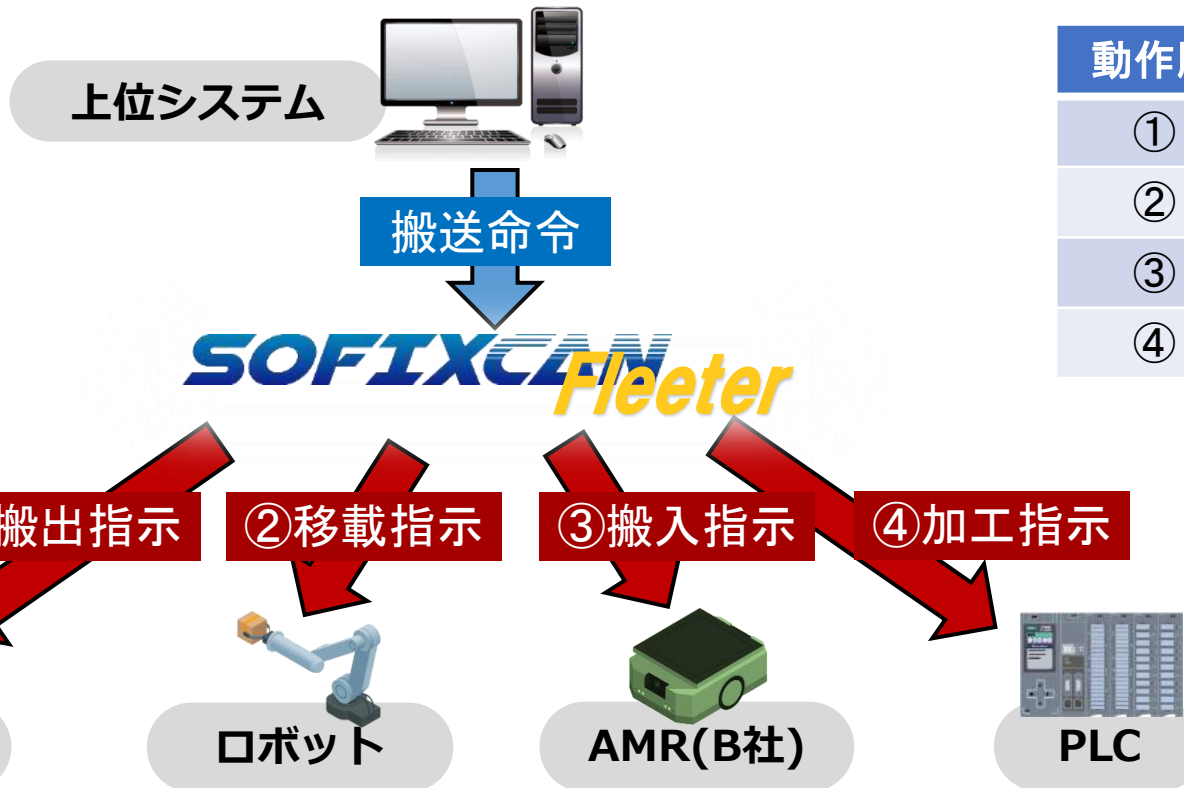 上位システム
動作
①
②
③
④
搬送命令
SOFIXCAN
Fleeter
搬出指示
②移載指示
③搬入指示
④加工指示
ロボット
AMR(B社)
PLC